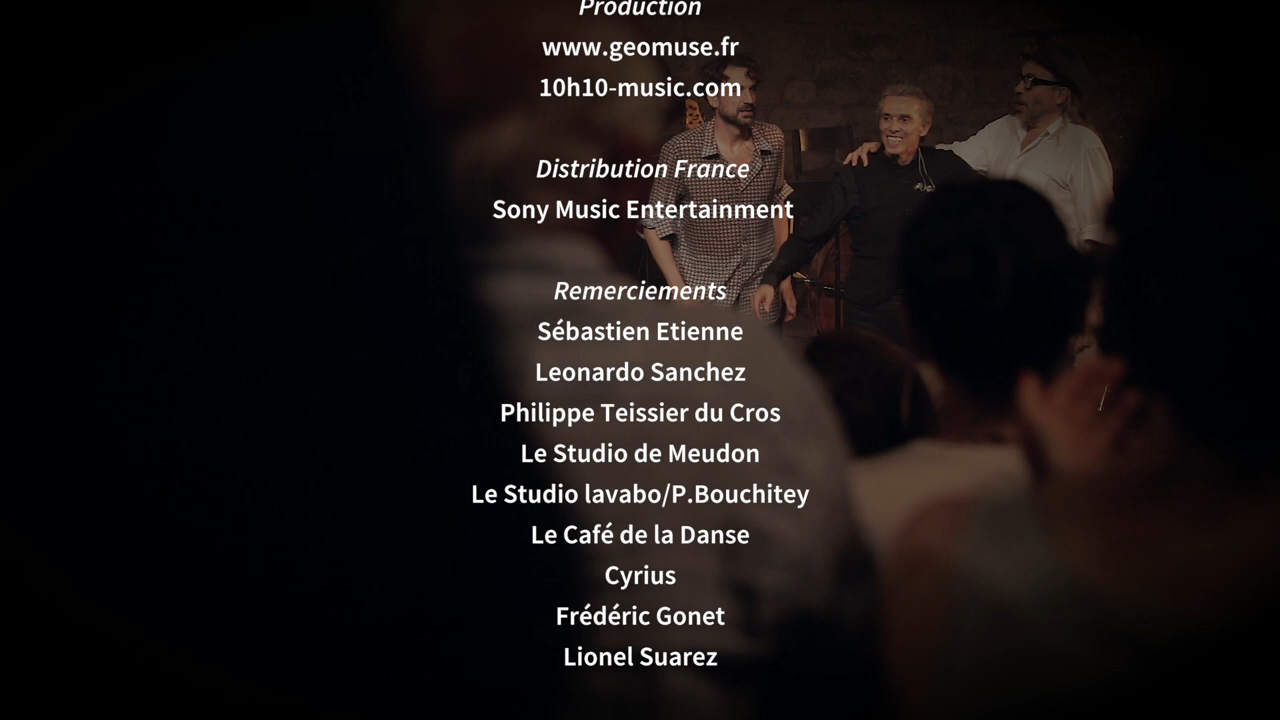 Production
www.geomuse.fr
10h10-music.com
Distribution France
Sony Music Entertainment
Remerciements
Sébastien Etienne
Leonardo Sanchez
Philippe Teissier du Cros
Le Studio de Meudon
Le Studio lavabo/P.Bouchitey
Le Café de la Danse
Cyrius
Frédéric Gonet
Lionel Suarez